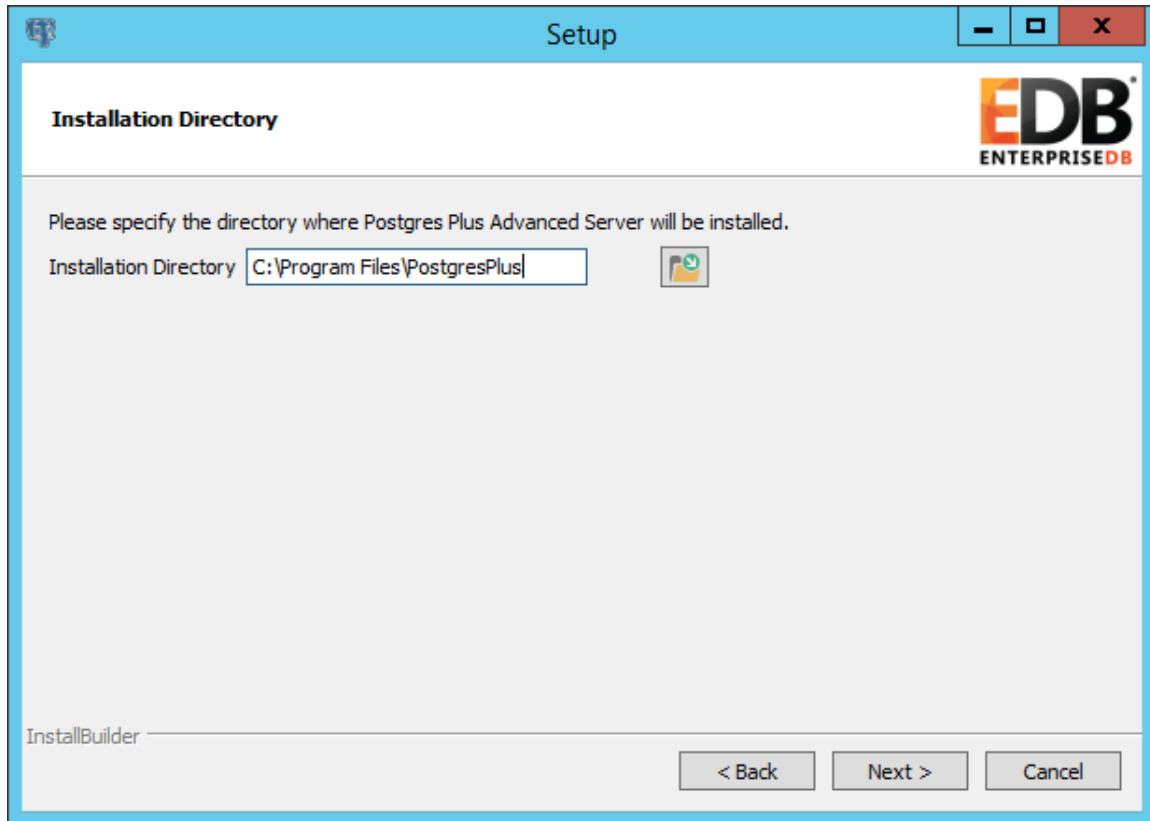 Setup
Installation Directory
EDB
ENTERPRISEDB
Please specify the directory where Postgres Plus Advanced Server will be installed.
Installation Directory C:\Program Files\PostgresPlus
InstallBuilder
< Back Next > Cancel